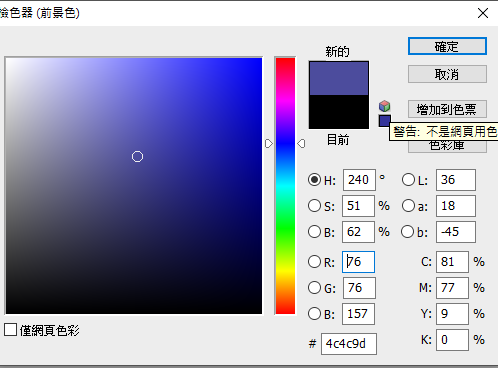 檢色器 (前景色)
新的
目前
確定
取消
增加到色票
警告: 不是網頁用色
色彩庫
H: 240 °
S: 51 %
B: 62 %
R: 76
G: 76
B: 157
# 4c4c9d
L: 36
a: 18
b: -45
C: 81 %
M: 77 %
Y: 9 %
K: 0 %
僅網頁色彩